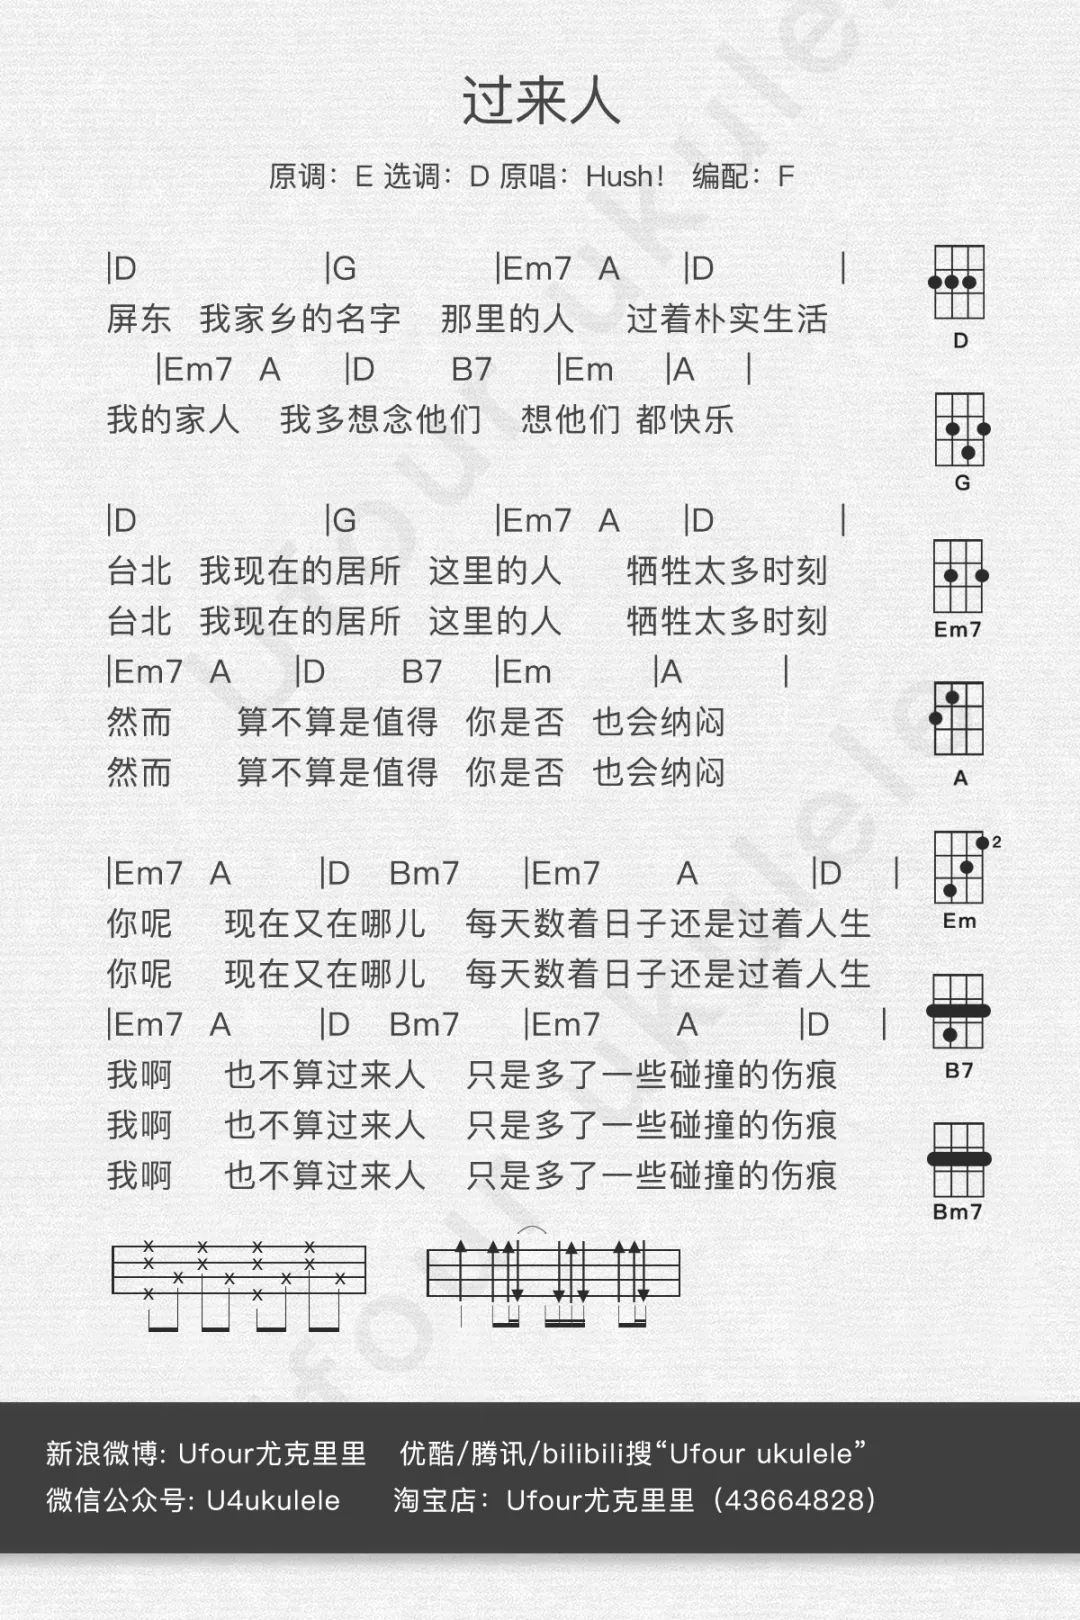 过来人
原调：E 选调：D 原唱：Hush! 编配：F
|D |G |Em7 A |D |
屏东 我家乡的名字 那里的人 过着朴实生活
|Em7 A |D B7 |Em |A |
我的家人 我多想念他们 想他们 都快乐
|D |G |Em7 A |D |
台北 我现在的居所 这里的人 牺牲太多时刻
台北 我现在的居所 这里的人 牺牲太多时刻
|Em7 A |D B7 |Em |A |
然而 算不算是值得 你是否 也会纳闷
然而 算不算是值得 你是否 也会纳闷
|Em7 A |D Bm7 |Em7 A |D |
你呢 现在又在哪儿 每天数着日子还是过着人生
你呢 现在又在哪儿 每天数着日子还是过着人生
|Em7 A |D Bm7 |Em7 A |D |
我啊 也不算过来人 只是多了一些碰撞的伤痕
我啊 也不算过来人 只是多了一些碰撞的伤痕
我啊 也不算过来人 只是多了一些碰撞的伤痕
D
G
Em7
A
2
Em
B7
Bm7
Ufour ukulele
Ufour ukulele
新浪微博: Ufour尤克里里 优酷/腾讯/bilibili搜“Ufour ukulele”
微信公众号: U4ukulele 淘宝店：Ufour尤克里里（43664828）